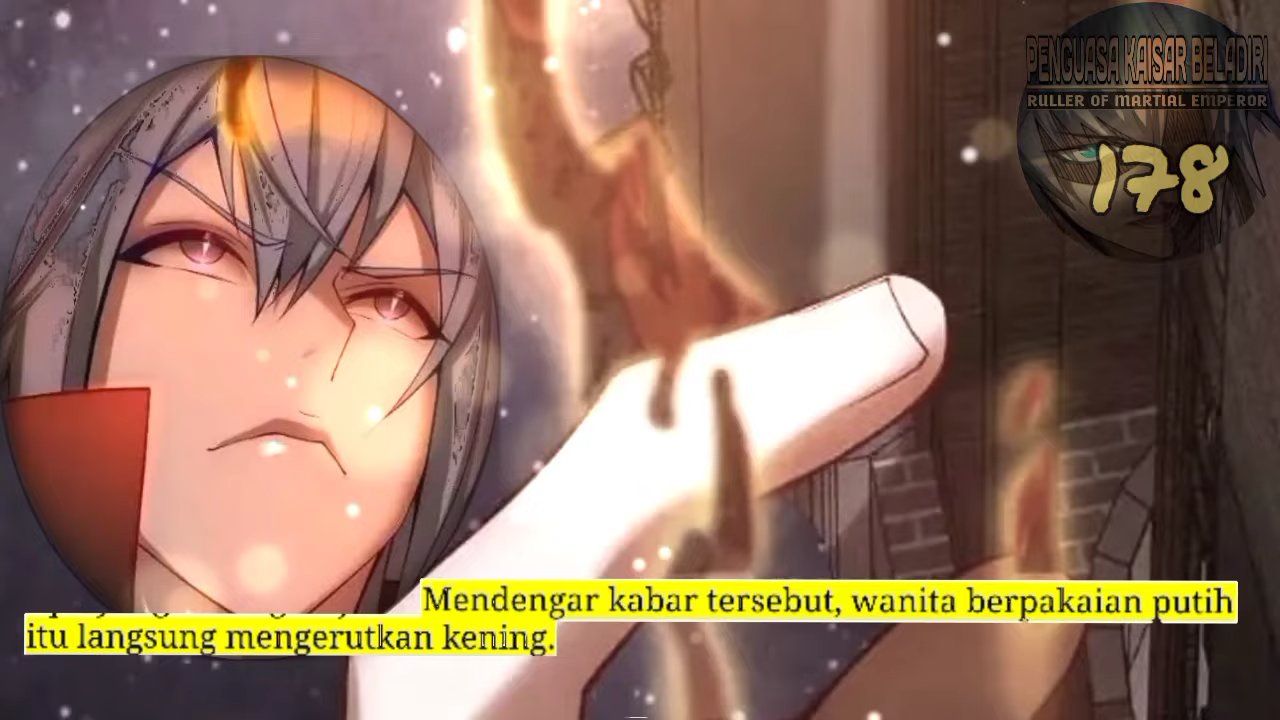 PENGUASA KAISAR BELADIRI
RULLER OF MARTIAL EMPEROR
178
Mendengar kabar tersebut, wanita berpakaian putih
itu langsung mengerutkan kening.